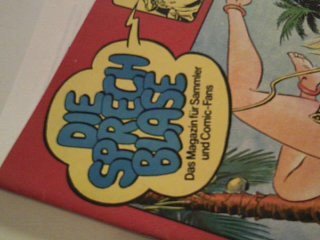 DIE
SPRECH
BLASE
Das Magazin für Sammler
und Comic-Fans